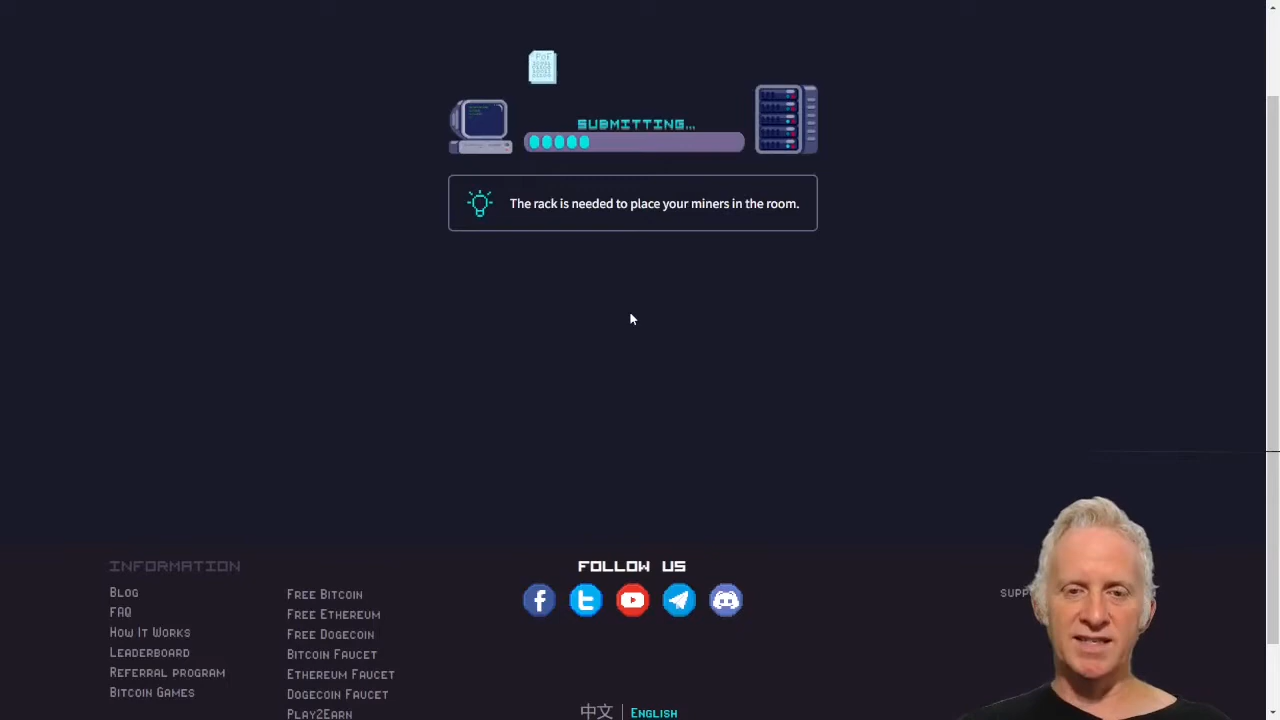 SUBMITTING...
The rack is needed to place your miners in the room.
INFORMATION
BLOG
FAQ
HOW IT WORKS
LEADERBOARD
REFERRAL PROGRAM
BITCOIN GAMES
FREE BITCOIN
FREE ETHEREUM
FREE DOGECOIN
BITCOIN FAUCET
ETHEREUM FAUCET
DOGECOIN FAUCET
PLAY2EARN
FOLLOW US
中文 | ENGLISH
SUPP